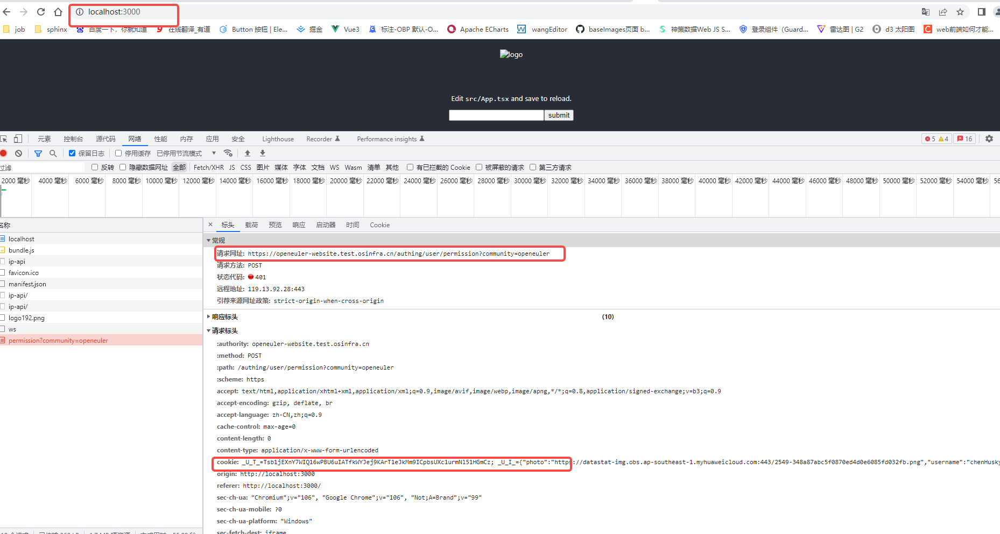 localhost:3000
job sphinx 百度一下，你就知道 在线翻译_有道 Button 按钮 | Ele... 掘金 Vue3 标注-OBP 默认-O... Apache ECharts wangEditor baseImages页面 b... 神策数据Web JS S... 登录组件（Guard... 雷达图 | G2 d3 太阳图 web前端如何才能...
logo
Edit src/App.tsx and save to reload.
submit
元素 控制台 源代码 网络 性能 内存 应用 安全 Lighthouse Recorder Performance insights 5 4 16
保留日志 停用缓存 已停用节流模式
过滤 反转 隐藏数据网址 全部 Fetch/XHR JS CSS 图片 媒体 字体 文档 WS Wasm 清单 其他 有已拦截的 Cookie 被屏蔽的请求 第三方请求
2000 毫秒 4000 毫秒 6000 毫秒 8000 毫秒 10000 毫秒 12000 毫秒 14000 毫秒 16000 毫秒 18000 毫秒 20000 毫秒 22000 毫秒 24000 毫秒 26000 毫秒 28000 毫秒 30000 毫秒 32000 毫秒 34000 毫秒 36000 毫秒 38000 毫秒 40000 毫秒 42000 毫秒 44000 毫秒 46000 毫秒 48000 毫秒 50000 毫秒 52000 毫秒 54000 毫秒 56
名称
localhost
bundle.js
ip-api
favicon.ico
manifest.json
ip-api/
ip-api/
logo192.png
ws
permission?community=openeuler
× 标头 载荷 预览 响应 启动器 时间 Cookie
常规
请求网址: https://openeuler-website.test.osinfra.cn/authing/user/permission?community=openeuler
请求方法: POST
状态代码: 401
远程地址: 119.13.92.28:443
引荐来源网址政策: strict-origin-when-cross-origin
响应标头 (10)
请求标头
:authority: openeuler-website.test.osinfra.cn
:method: POST
:path: /authing/user/permission?community=openeuler
:scheme: https
accept: text/html,application/xhtml+xml,application/xml;q=0.9,image/avif,image/webp,image/apng,*/*;q=0.8,application/signed-exchange;v=b3;q=0.9
accept-encoding: gzip, deflate, br
accept-language: zh-CN,zh;q=0.9
cache-control: max-age=0
content-length: 0
content-type: application/x-www-form-urlencoded
cookie: _U_T_=Tsb1jEXnY7WIQ16wPBU6uIATfkWYJej9KArT1eJkMm9ICpbsUXc1urmNl51HGmCz; _U_I_={"photo":"https://datastat-img.obs.ap-southeast-1.myhuaweicloud.com:443/2549-348a87abc5f0870ed4d0e6085fd032fb.png","username":"chenHusky
origin: http://localhost:3000
referer: http://localhost:3000/
sec-ch-ua: "Chromium";v="106", "Google Chrome";v="106", "Not;A=Brand";v="99"
sec-ch-ua-mobile: ?0
sec-ch-ua-platform: "Windows"
sec-fetch-dest: iframe